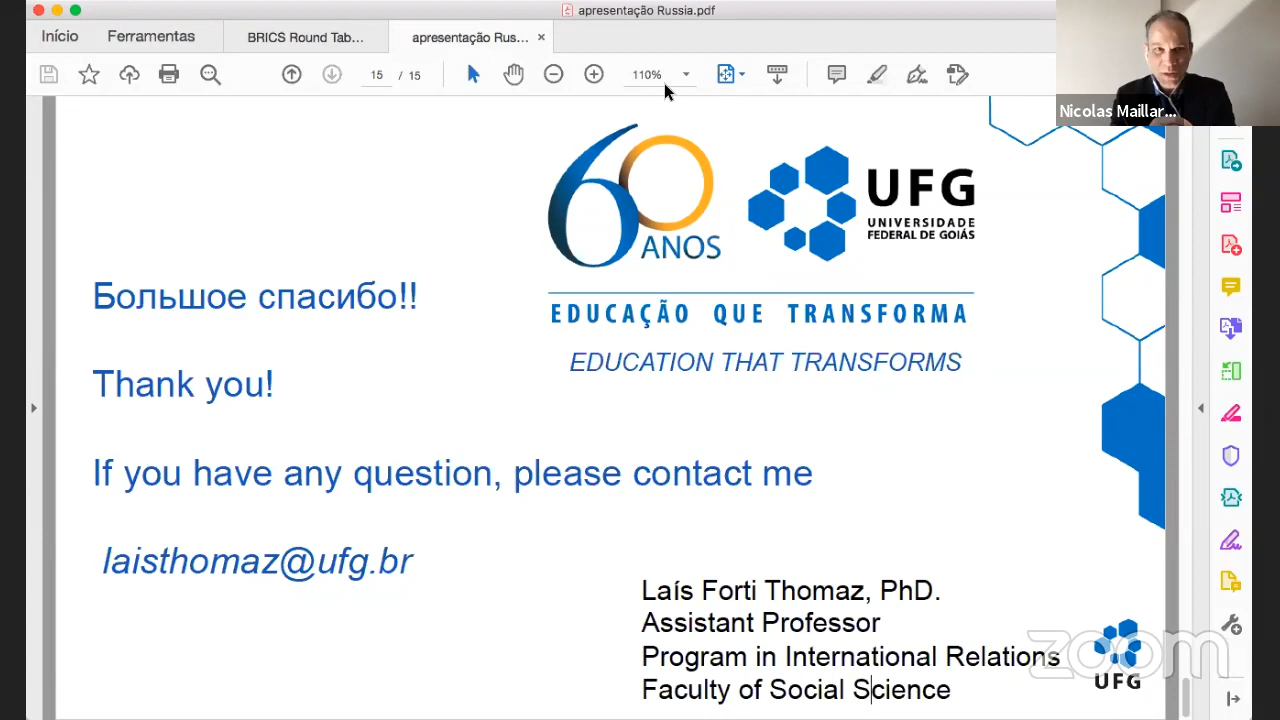 apresentação Russia.pdf
Início
Ferramentas
BRICS Round Tab...
apresentação Rus...
15 / 15
110%
Nicolas Maillar...
60
ANOS
UFG
UNIVERSIDADE
FEDERAL DE GOIÁS
EDUCAÇÃO QUE TRANSFORMA
EDUCATION THAT TRANSFORMS
Большое спасибо!!
Thank you!
If you have any question, please contact me
laisthomaz@ufg.br
Laís Forti Thomaz, PhD.
Assistant Professor
Program in International Relations
Faculty of Social Science
zoom
UFG